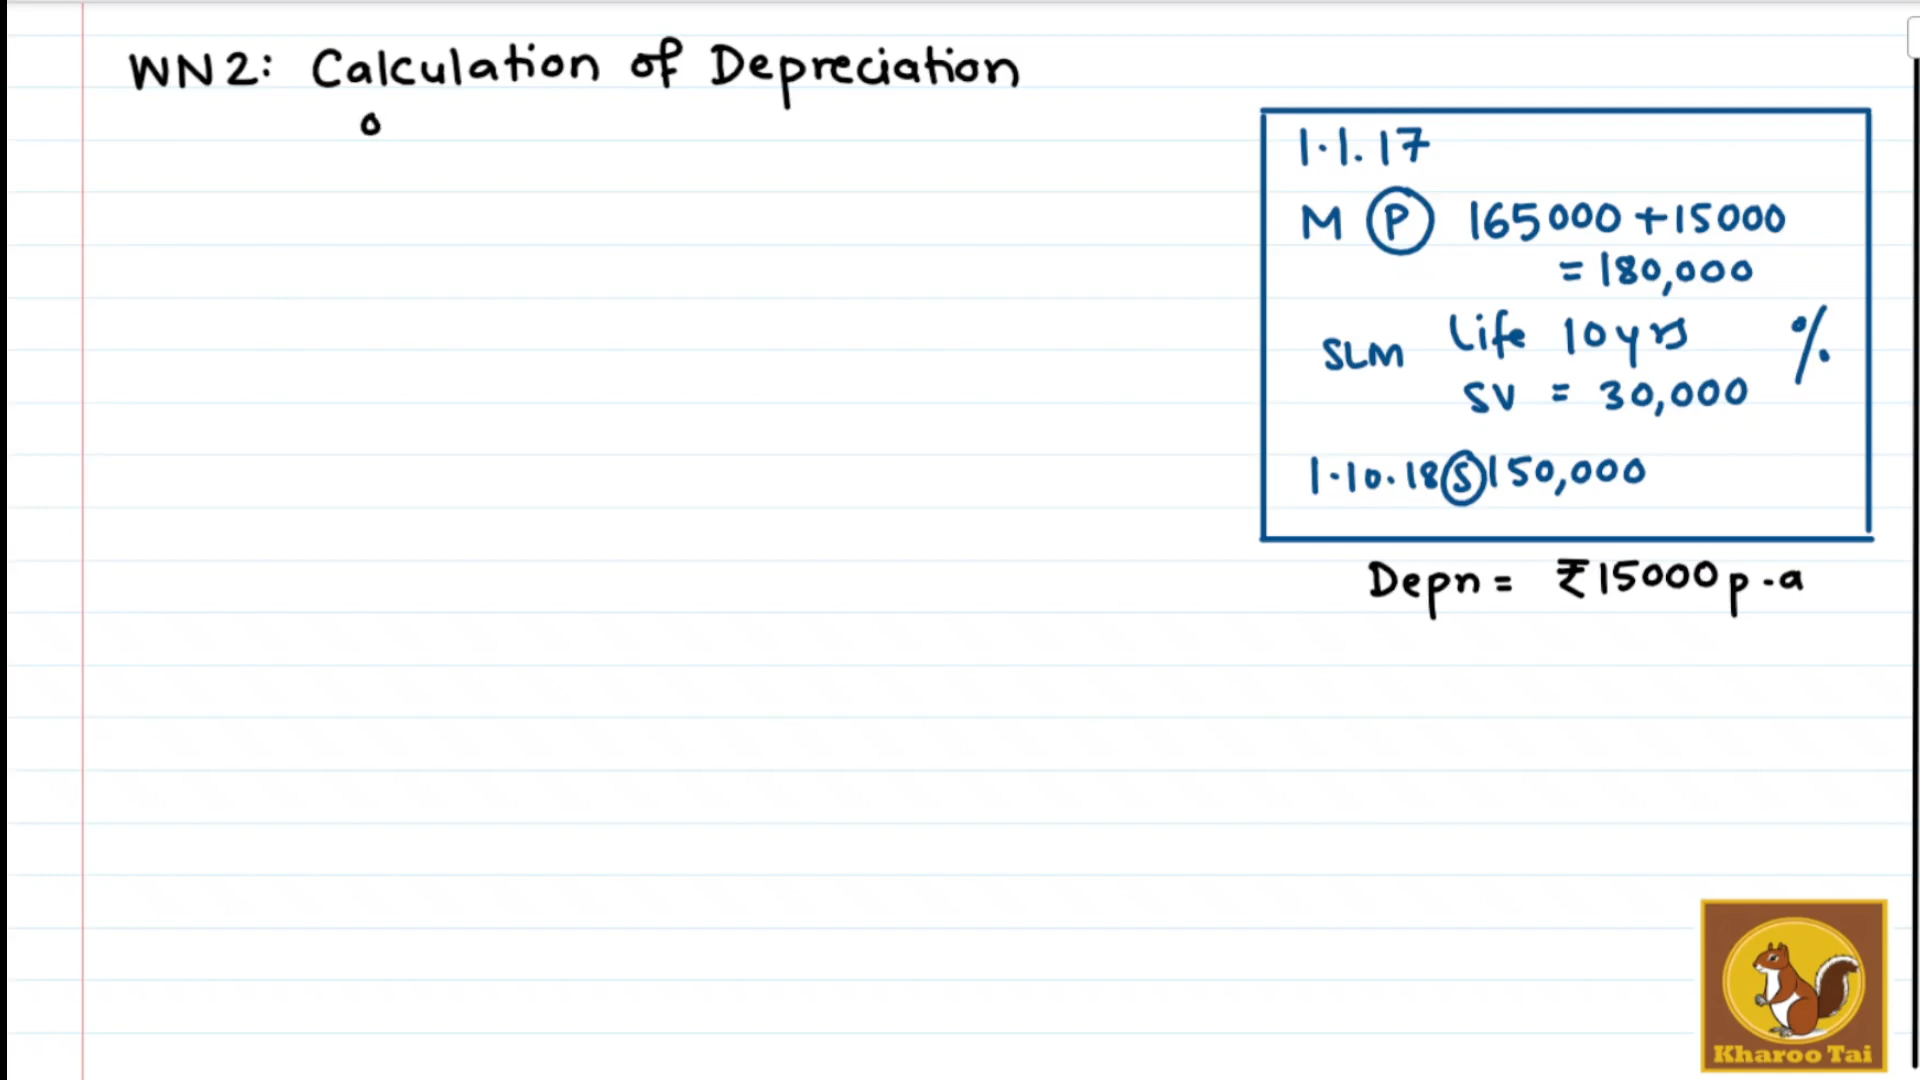 WN2: Calculation of Depreciation
o
1.1.17
M P 165000 + 15000
= 180,000
SLM Life 10 yrs %
SV = 30,000
1.10.18 S 150,000
Depn = ₹15000 p.a
Kharoo Tai